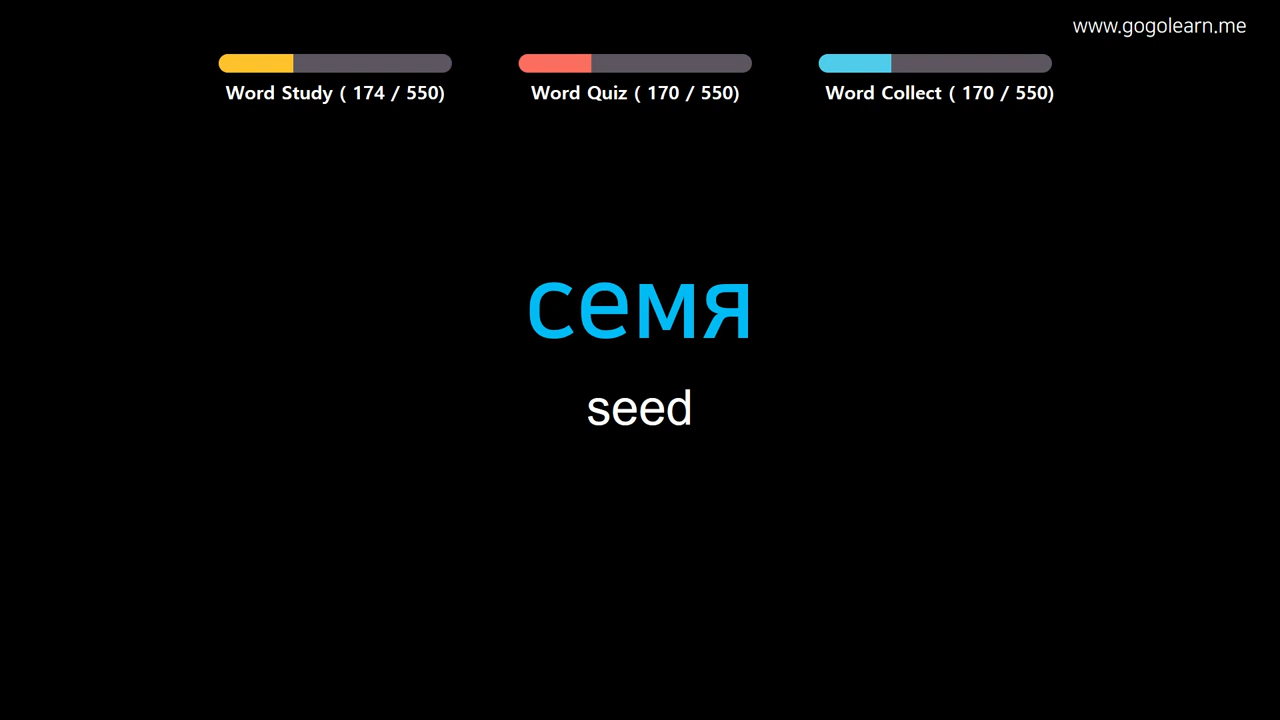 www.gogolearn.me
Word Study ( 174 / 550)
Word Quiz ( 170 / 550)
Word Collect ( 170 / 550)
семя
seed